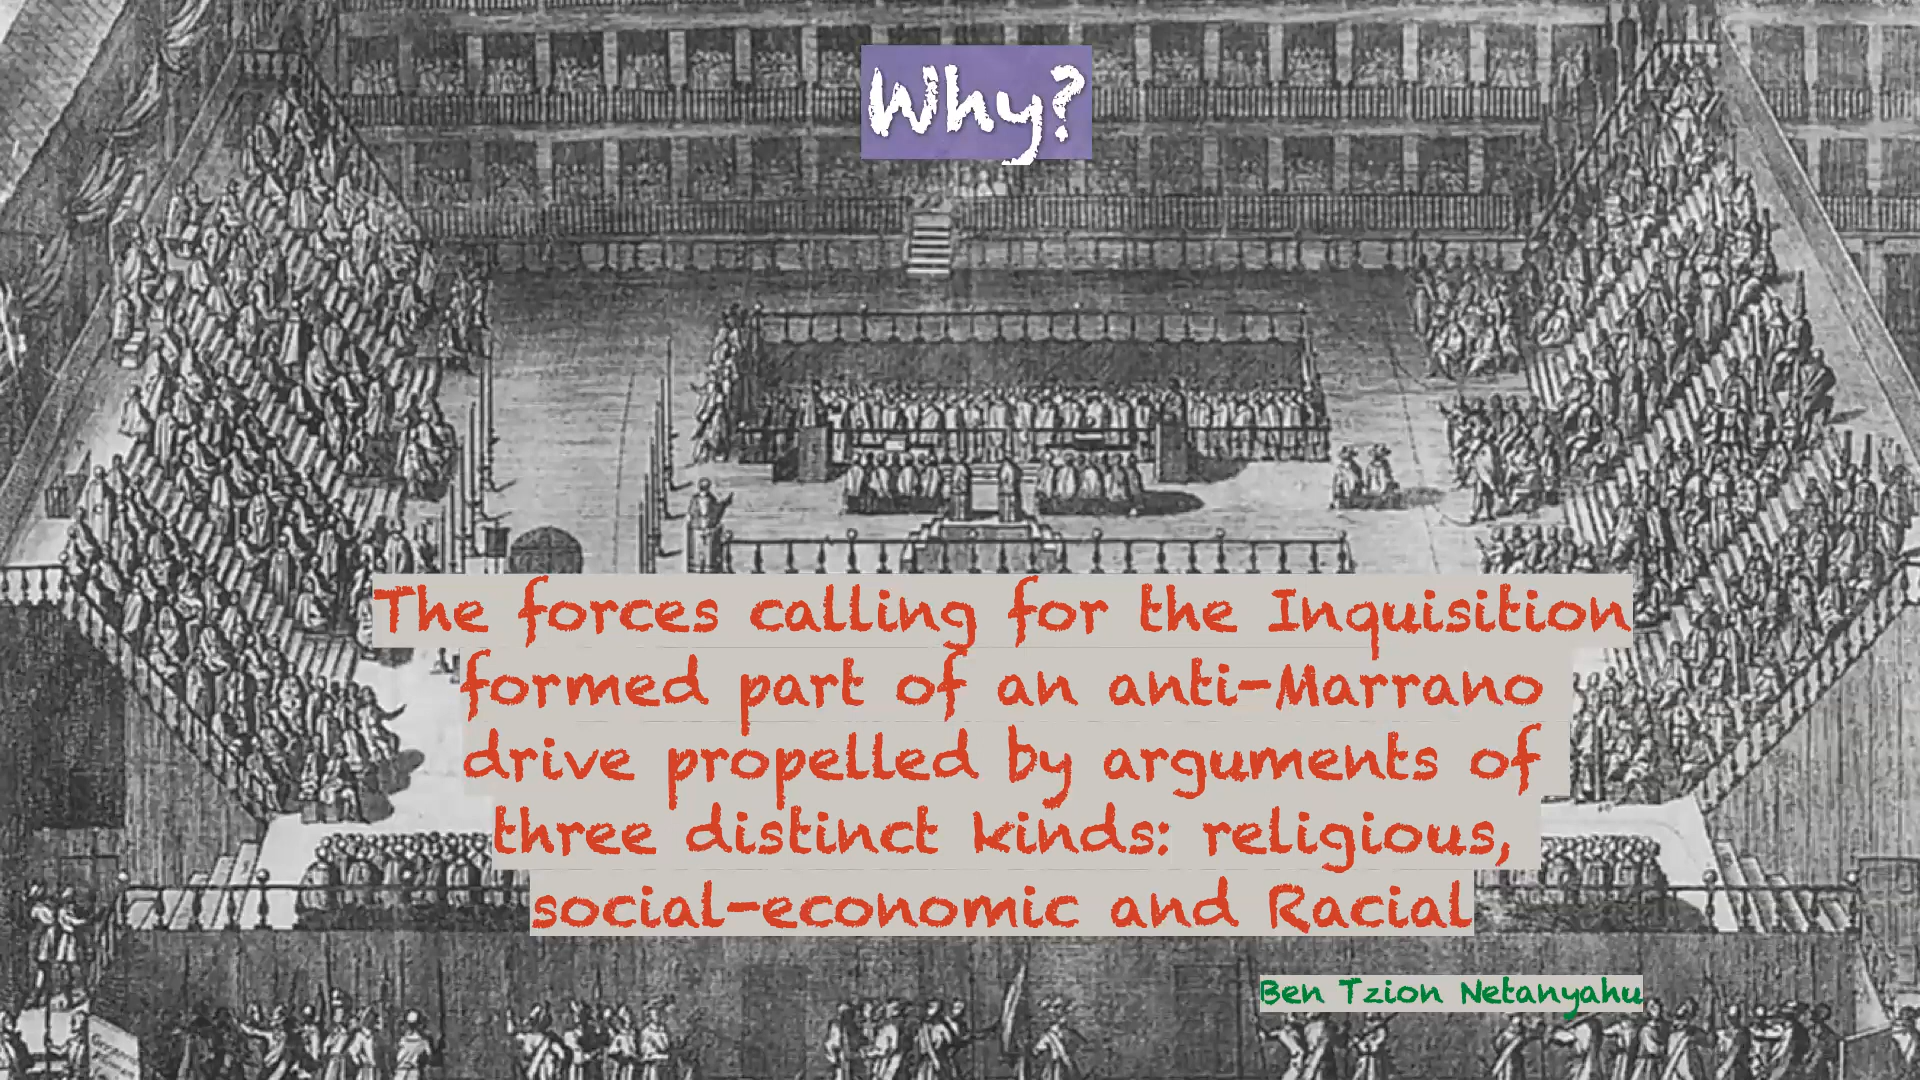 Why?
The forces calling for the Inquisition
formed part of an anti-Marrano
drive propelled by arguments of
three distinct kinds: religious,
social-economic and Racial
Ben Tzion Netanyahu